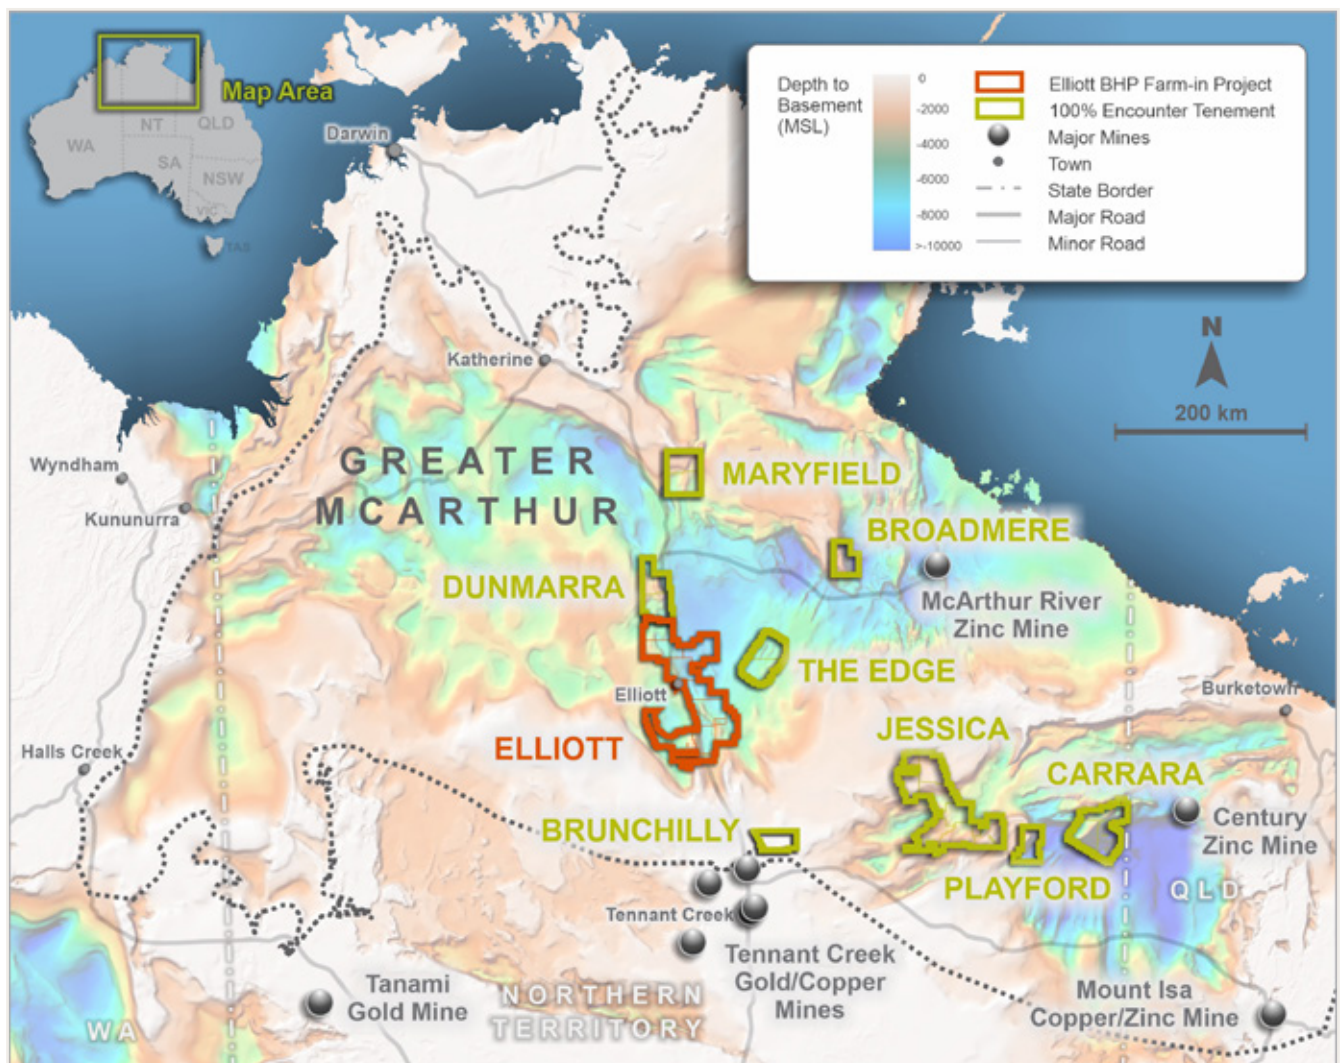 Map Area
WA
NT
QLD
SA
NSW
VIC
TAS
Depth to
Basement
(MSL)
0
-2000
-4000
-6000
-8000
>-10000
Elliott BHP Farm-in Project
100% Encounter Tenement
Major Mines
Town
State Border
Major Road
Minor Road
N
200 km
Darwin
Katherine
Wyndham
Kununurra
GREATER
MCARTHUR
MARYFIELD
BROADMERE
DUNMARRA
McArthur River
Zinc Mine
THE EDGE
Elliott
ELLIOTT
Burketown
Halls Creek
JESSICA
CARRARA
Century
Zinc Mine
BRUNCHILLY
PLAYFORD
QLD
Tennant Creek
Tennant Creek
Gold/Copper
Mines
Tanami
Gold Mine
NORTHERN
TERRITORY
Mount Isa
Copper/Zinc Mine
WA